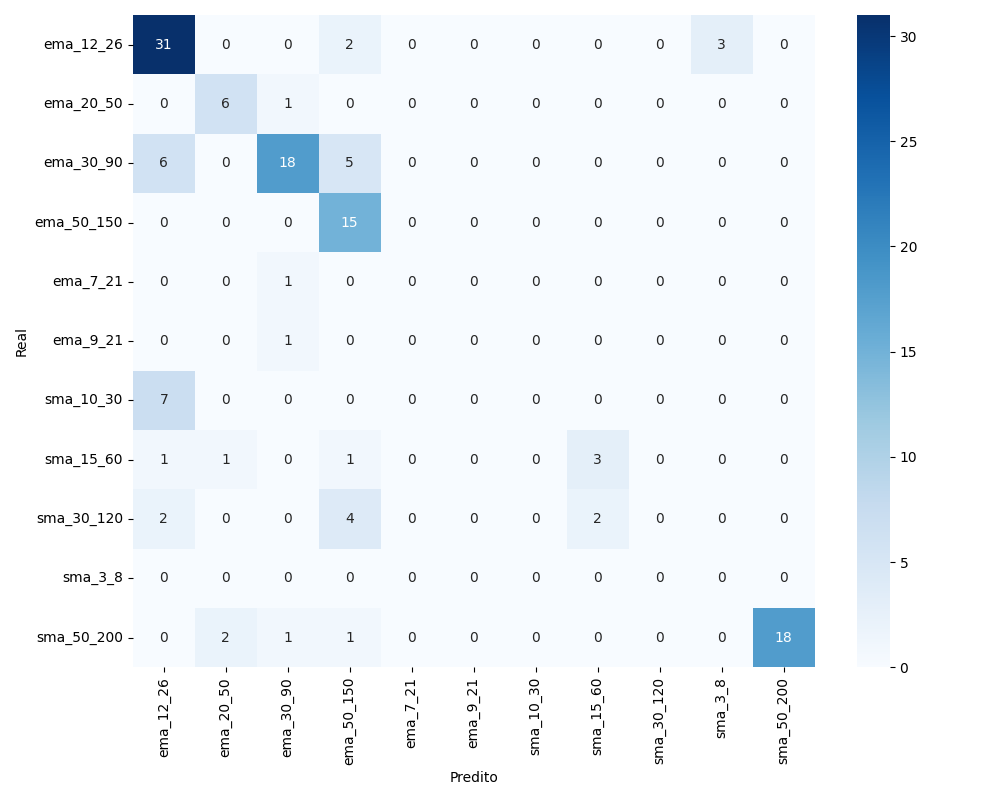 ema_12_26 31 0 0 2 0 0 0 0 0 3 0
ema_20_50 0 6 1 0 0 0 0 0 0 0 0
ema_30_90 6 0 18 5 0 0 0 0 0 0 0
ema_50_150 0 0 0 15 0 0 0 0 0 0 0
ema_7_21 0 0 1 0 0 0 0 0 0 0 0
ema_9_21 0 0 1 0 0 0 0 0 0 0 0
sma_10_30 7 0 0 0 0 0 0 0 0 0 0
sma_15_60 1 1 0 1 0 0 0 3 0 0 0
sma_30_120 2 0 0 4 0 0 0 2 0 0 0
sma_3_8 0 0 0 0 0 0 0 0 0 0 0
sma_50_200 0 2 1 1 0 0 0 0 0 0 18
Real
ema_12_26
ema_20_50
ema_30_90
ema_50_150
ema_7_21
ema_9_21
sma_10_30
sma_15_60
sma_30_120
sma_3_8
sma_50_200
Predito
30
25
20
15
10
5
0